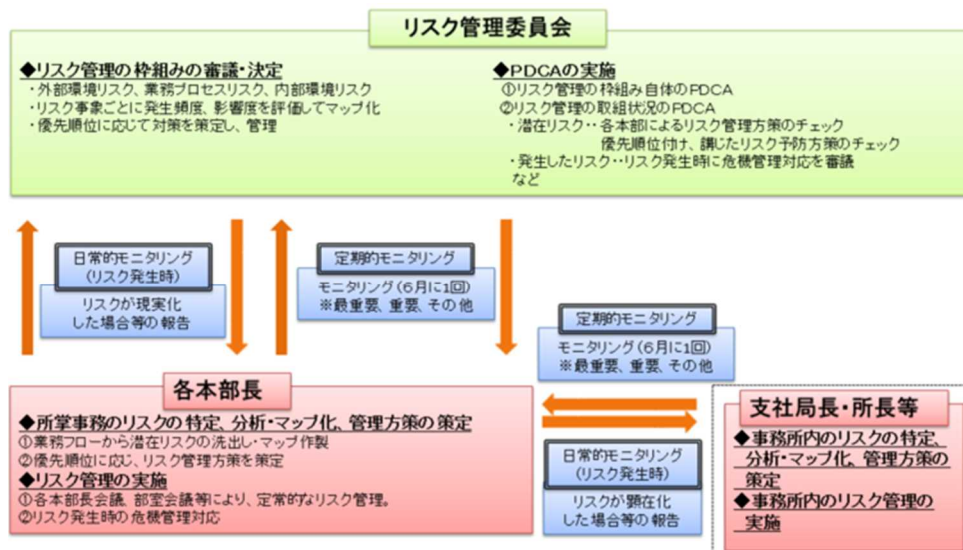 リスク管理委員会
◆リスク管理の枠組みの審議・決定
・外部環境リスク、業務プロセスリスク、内部環境リスク
・リスク事象ごとに発生頻度、影響度を評価してマップ化
・優先順位に応じて対策を策定し、管理
◆PDCAの実施
①リスク管理の枠組み自体のPDCA
②リスク管理の取組状況のPDCA
・潜在リスク‥各本部によるリスク管理方策のチェック
優先順位付け、講じたリスク予防方策のチェック
・発生したリスク‥リスク発生時に危機管理対応を審議
など
日常的モニタリング
(リスク発生時)
リスクが現実化
した場合等の報告
定期的モニタリング
モニタリング(6月に1回)
※最重要、重要、その他
定期的モニタリング
モニタリング(6月に1回)
※最重要、重要、その他
各本部長
◆所掌事務のリスクの特定、分析・マップ化、管理方策の策定
①業務フローから潜在リスクの洗出し・マップ作製
②優先順位に応じ、リスク管理方策を策定
◆リスク管理の実施
①各本部長会議、部室会議等により、定常的なリスク管理。
②リスク発生時の危機管理対応
日常的モニタリング
(リスク発生時)
リスクが顕在化
した場合等の報告
支社局長・所長等
◆事務所内のリスクの特定、
分析・マップ化、管理方策の
策定
◆事務所内のリスク管理の
実施